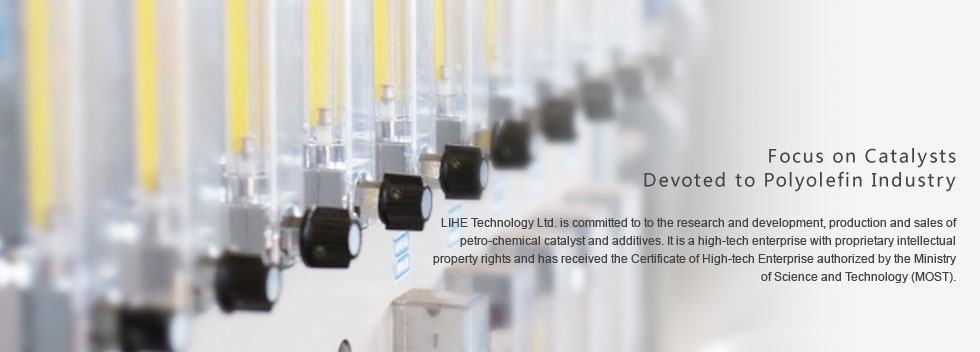 Focus on Catalysts
Devoted to Polyolefin Industry
LIHE Technology Ltd. is committed to to the research and development, production and sales of
petro-chemical catalyst and additives. It is a high-tech enterprise with proprietary intellectual
property rights and has received the Certificate of High-tech Enterprise authorized by the Ministry
of Science and Technology (MOST).